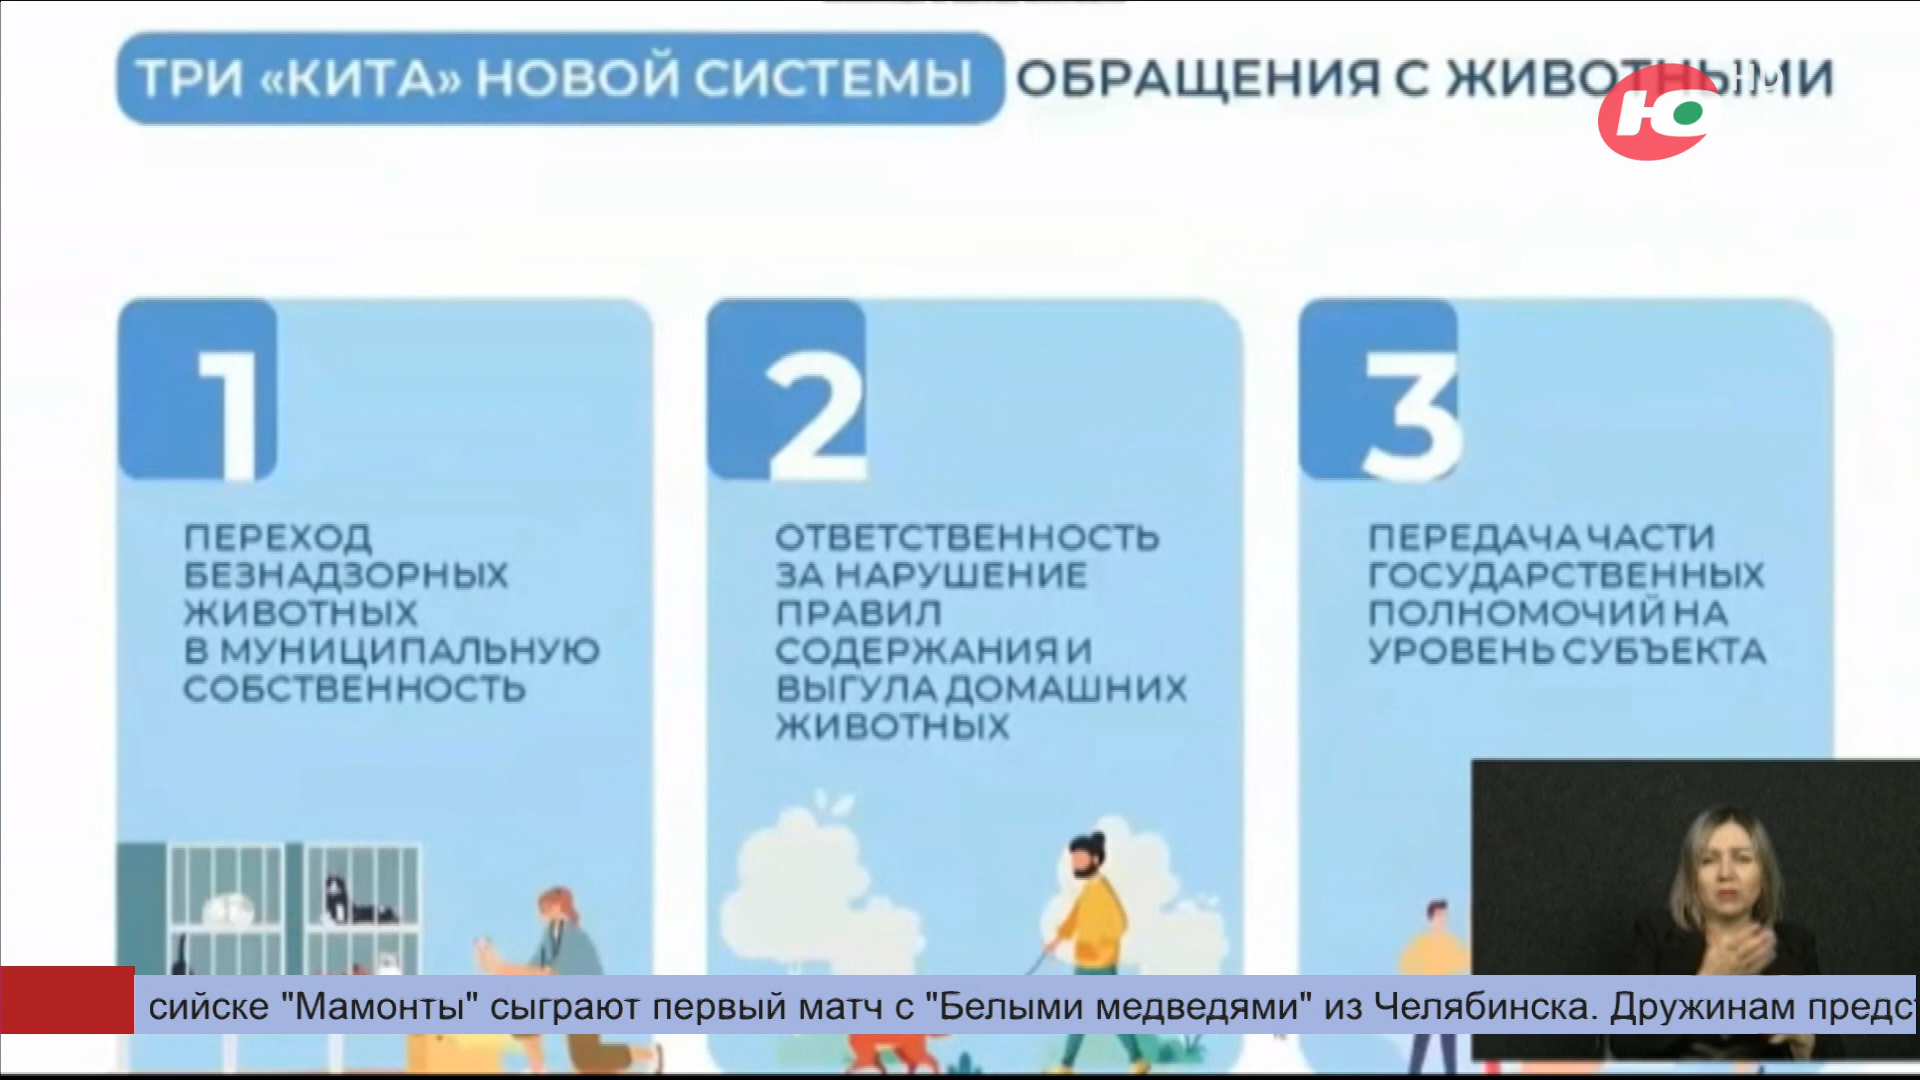 ТРИ «КИТА» НОВОЙ СИСТЕМЫ ОБРАЩЕНИЯ С ЖИВОТНЫМИ
Ю HD
1
ПЕРЕХОД
БЕЗНАДЗОРНЫХ
ЖИВОТНЫХ
В МУНИЦИПАЛЬНУЮ
СОБСТВЕННОСТЬ
2
ОТВЕТСТВЕННОСТЬ
ЗА НАРУШЕНИЕ
ПРАВИЛ
СОДЕРЖАНИЯ И
ВЫГУЛА ДОМАШНИХ
ЖИВОТНЫХ
3
ПЕРЕДАЧА ЧАСТИ
ГОСУДАРСТВЕННЫХ
ПОЛНОМОЧИЙ НА
УРОВЕНЬ СУБЪЕКТА
сийске "Мамонты" сыграют первый матч с "Белыми медведями" из Челябинска. Дружинам предст